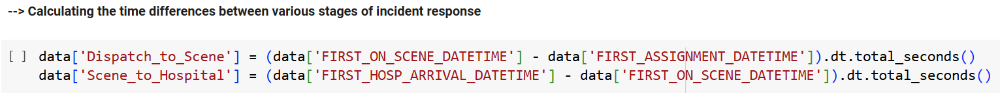 --> Calculating the time differences between various stages of incident response
[ ] data['Dispatch_to_Scene'] = (data['FIRST_ON_SCENE_DATETIME'] - data['FIRST_ASSIGNMENT_DATETIME']).dt.total_seconds()
data['Scene_to_Hospital'] = (data['FIRST_HOSP_ARRIVAL_DATETIME'] - data['FIRST_ON_SCENE_DATETIME']).dt.total_seconds()